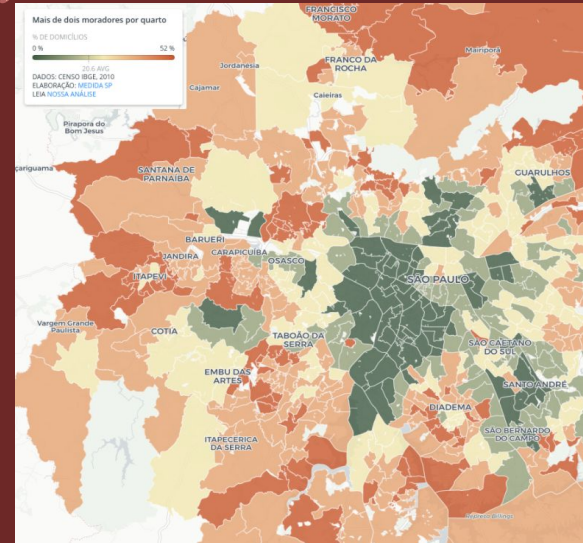 Mais de dois moradores por quarto
% DE DOMICÍLIOS
0 % 52 %
20.6 AVG
DADOS: CENSO IBGE, 2010
ELABORAÇÃO: MEDIDA SP
LEIA NOSSA ANÁLISE
FRANCISCO
MORATO
Mairiporã
FRANCO DA
ROCHA
Jordanésia
Cajamar
Caieiras
Pirapora do
Bom Jesus
çariguama
SANTANA DE
PARNAÍBA
GUARULHOS
BARUERI
JANDIRA
CARAPICUÍBA
OSASCO
ITAPEVI
SÃO PAULO
Vargem Grande
Paulista
COTIA
TABOÃO DA
SERRA
SÃO CAETANO
DO SUL
EMBU DAS
ARTES
SANTO ANDRÉ
DIADEMA
ITAPECERICA
DA SERRA
SÃO BERNARDO
DO CAMPO